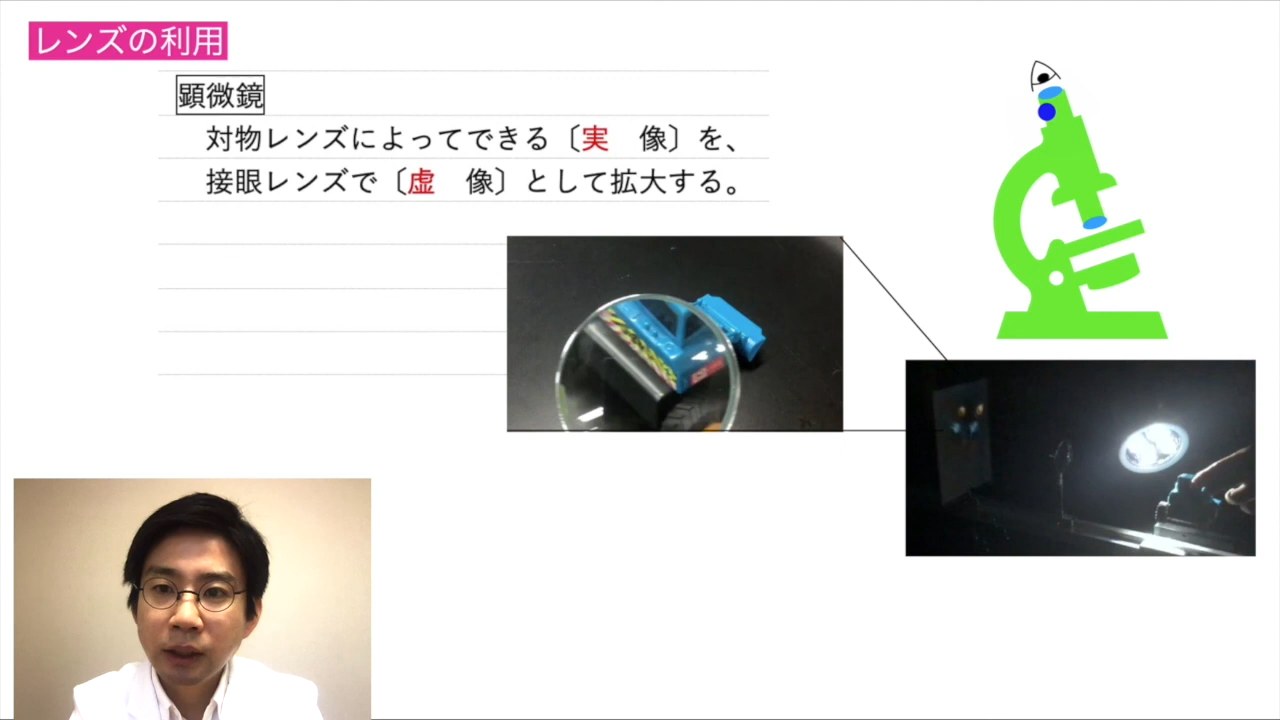 レンズの利用
顕微鏡
対物レンズによってできる〔実　像〕を、
接眼レンズで〔虚　像〕として拡大する。